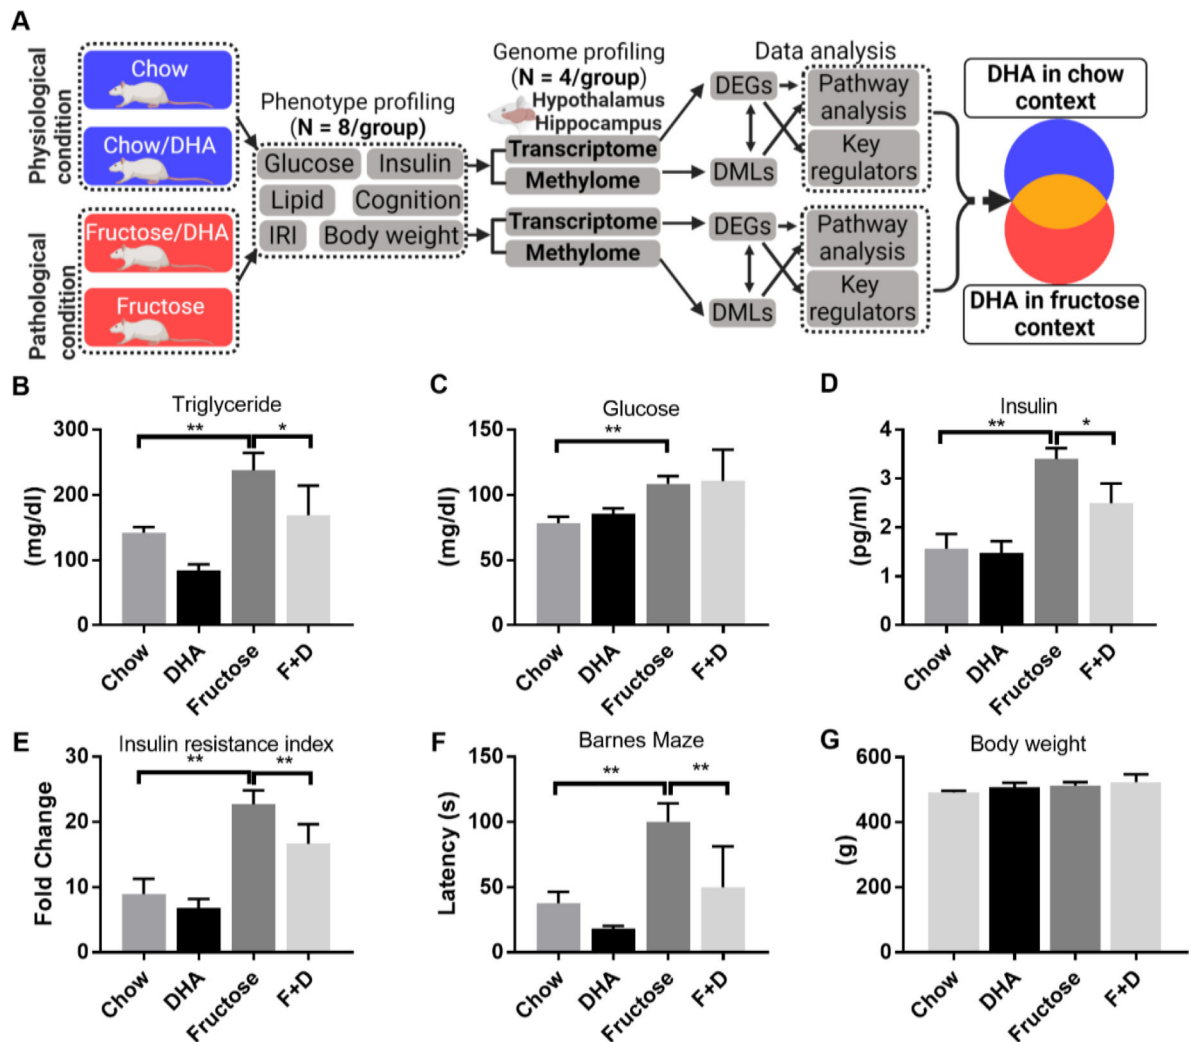 A
Physiological
condition
Chow
Chow/DHA
Pathological
condition
Fructose/DHA
Fructose
Phenotype profiling
(N = 8/group)
Glucose Insulin
Lipid Cognition
IRI Body weight
Genome profiling
(N = 4/group)
Hypothalamus
Hippocampus
Transcriptome
Methylome
Transcriptome
Methylome
Data analysis
DEGs
DMLs
Pathway
analysis
Key
regulators
DEGs
DMLs
Pathway
analysis
Key
regulators
DHA in chow
context
DHA in fructose
context
B
Triglyceride
** *
(mg/dl)
300
200
100
0
Chow DHA Fructose F+D
C
Glucose
**
(mg/dl)
150
100
50
0
Chow DHA Fructose F+D
D
Insulin
** *
(pg/ml)
4
3
2
1
0
Chow DHA Fructose F+D
E
Insulin resistance index
** **
Fold Change
30
20
10
0
Chow DHA Fructose F+D
F
Barnes Maze
** **
Latency (s)
150
100
50
0
Chow DHA Fructose F+D
G
Body weight
(g)
600
400
200
0
Chow DHA Fructose F+D